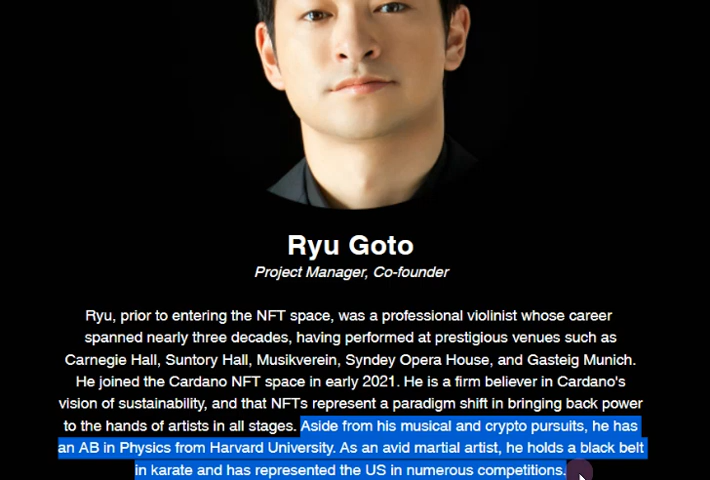 Ryu Goto
Project Manager, Co-founder
Ryu, prior to entering the NFT space, was a professional violinist whose career
spanned nearly three decades, having performed at prestigious venues such as
Carnegie Hall, Suntory Hall, Musikverein, Syndey Opera House, and Gasteig Munich.
He joined the Cardano NFT space in early 2021. He is a firm believer in Cardano's
vision of sustainability, and that NFTs represent a paradigm shift in bringing back power
to the hands of artists in all stages. Aside from his musical and crypto pursuits, he has
an AB in Physics from Harvard University. As an avid martial artist, he holds a black belt
in karate and has represented the US in numerous competitions.